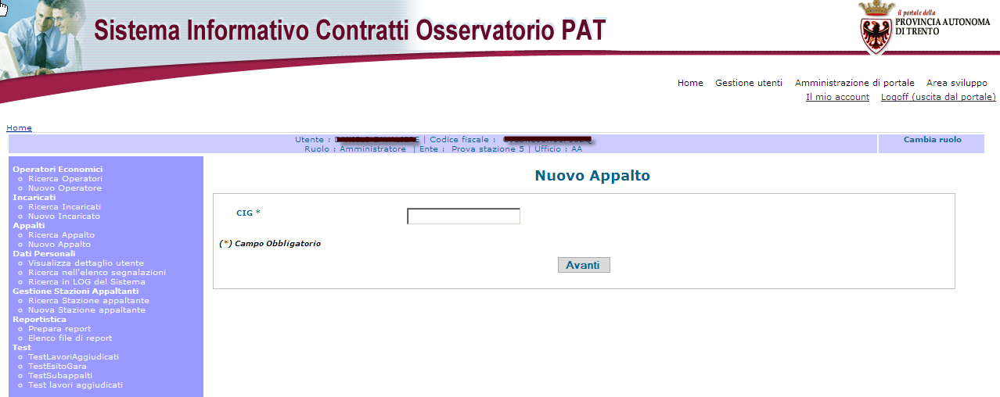 Sistema Informativo Contratti Osservatorio PAT
il portale della
PROVINCIA AUTONOMA
DI TRENTO
Home Gestione utenti Amministrazione di portale Area sviluppo
Il mio account Logoff (uscita dal portale)
Home
Utente : | Codice fiscale :
Ruolo : Amministratore | Ente : Prova stazione 5 | Ufficio : AA
Cambia ruolo
Operatori Economici
Ricerca Operatori
Nuovo Operatore
Incaricati
Ricerca Incaricati
Nuovo Incaricato
Appalti
Ricerca Appalto
Nuovo Appalto
Dati Personali
Visualizza dettaglio utente
Ricerca nell'elenco segnalazioni
Ricerca in LOG del Sistema
Gestione Stazioni Appaltanti
Ricerca Stazione appaltante
Nuova Stazione appaltante
Reportistica
Prepara report
Elenco file di report
Test
TestLavoriAggiudicati
TestEsitoGara
TestSubappalti
Test lavori aggiudicati
Nuovo Appalto
CIG *
(*) Campo Obbligatorio
Avanti